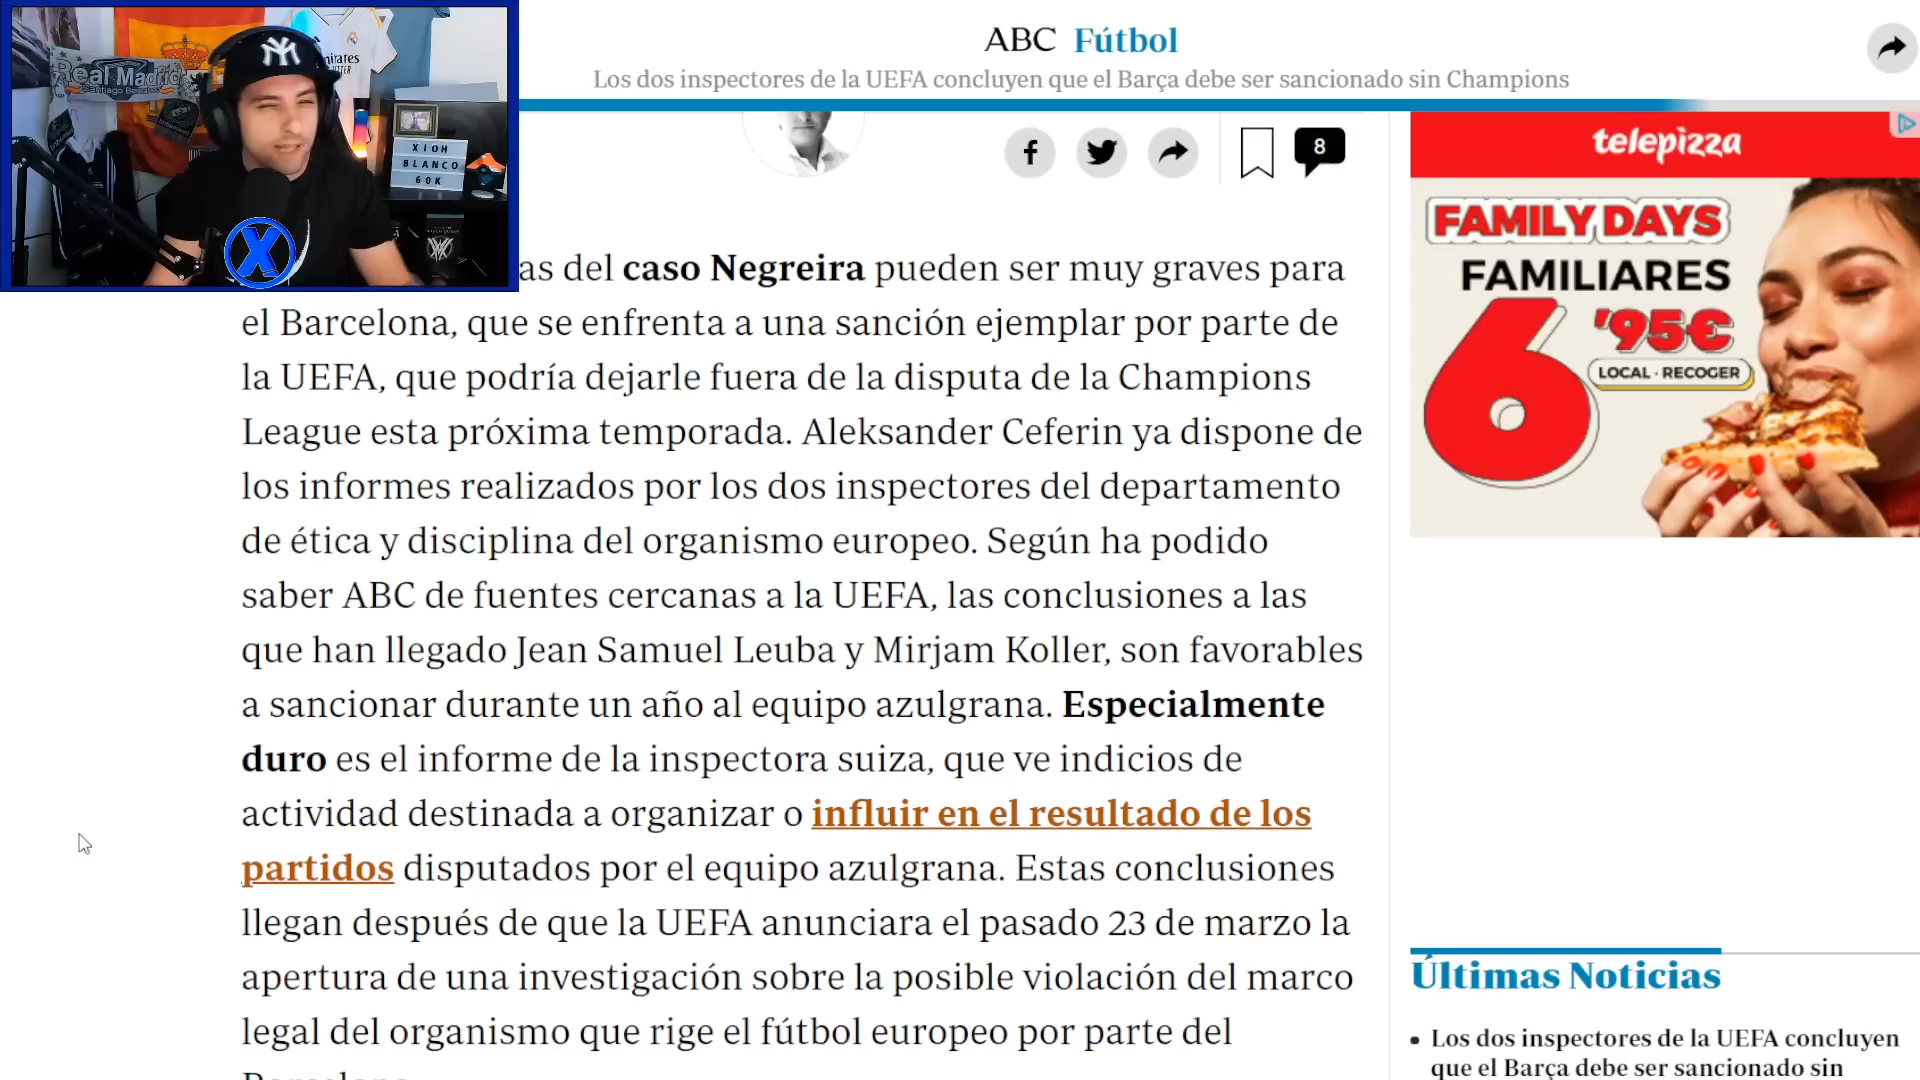 Real Madrid
Santiago Bernabéu
XIOH
BLANCO
60K
X
ABC Fútbol
Los dos inspectores de la UEFA concluyen que el Barça debe ser sancionado sin Champions
8
as del caso Negreira pueden ser muy graves para
el Barcelona, que se enfrenta a una sanción ejemplar por parte de
la UEFA, que podría dejarle fuera de la disputa de la Champions
League esta próxima temporada. Aleksander Ceferin ya dispone de
los informes realizados por los dos inspectores del departamento
de ética y disciplina del organismo europeo. Según ha podido
saber ABC de fuentes cercanas a la UEFA, las conclusiones a las
que han llegado Jean Samuel Leuba y Mirjam Koller, son favorables
a sancionar durante un año al equipo azulgrana. Especialmente
duro es el informe de la inspectora suiza, que ve indicios de
actividad destinada a organizar o influir en el resultado de los
partidos disputados por el equipo azulgrana. Estas conclusiones
llegan después de que la UEFA anunciara el pasado 23 de marzo la
apertura de una investigación sobre la posible violación del marco
legal del organismo que rige el fútbol europeo por parte del
telepizza
FAMILY DAYS
FAMILIARES
6'95€
LOCAL · RECOGER
Últimas Noticias
Los dos inspectores de la UEFA concluyen
que el Barça debe ser sancionado sin